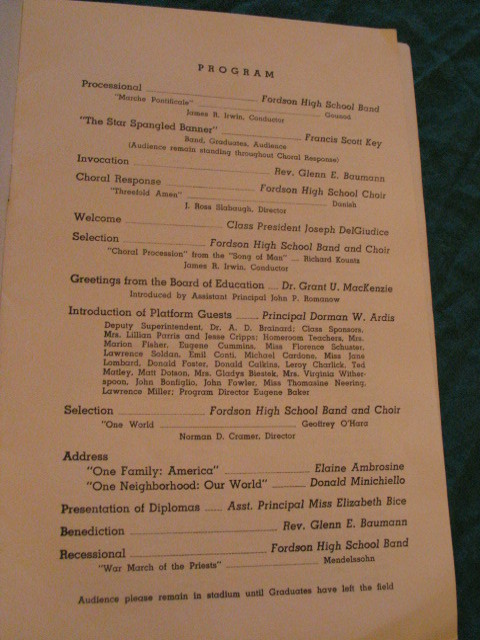 PROGRAM
Processional ... Fordson High School Band
"Marche Pontificale" ... Gounod
James R. Irwin, Conductor
"The Star Spangled Banner" ... Francis Scott Key
Band, Graduates, Audience
(Audience remain standing throughout Choral Response)
Invocation ... Rev. Glenn E. Baumann
Choral Response ... Fordson High School Choir
"Threefold Amen" ... Danish
J. Ross Slabaugh, Director
Welcome ... Class President Joseph DelGiudice
Selection ... Fordson High School Band and Choir
"Choral Procession" from the "Song of Man" ... Richard Kountz
James R. Irwin, Conductor
Greetings from the Board of Education ... Dr. Grant U. MacKenzie
Introduced by Assistant Principal John P. Romanow
Introduction of Platform Guests ... Principal Dorman W. Ardis
Deputy Superintendent, Dr. A. D. Brainard; Class Sponsors,
Mrs. Lillian Parris and Jesse Cripps; Homeroom Teachers, Mrs.
Marion Fisher, Eugene Cummins, Miss Florence Schuster,
Lawrence Soldan, Emil Conti, Michael Cardone, Miss Jane
Lombard, Donald Foster, Donald Calkins, Leroy Charlick, Ted
Matley, Matt Dotson, Mrs. Gladys Biestek, Mrs. Virginia Wither-
spoon, John Bonfiglio, John Fowler, Miss Thomasine Neering,
Lawrence Miller; Program Director Eugene Baker
Selection ... Fordson High School Band and Choir
"One World ... Geoffrey O'Hara
Norman D. Cramer, Director
Address
"One Family: America" ... Elaine Ambrosine
"One Neighborhood: Our World" ... Donald Minichiello
Presentation of Diplomas ... Asst. Principal Miss Elizabeth Bice
Benediction ... Rev. Glenn E. Baumann
Recessional ... Fordson High School Band
"War March of the Priests" ... Mendelssohn
Audience please remain in stadium until Graduates have left the field